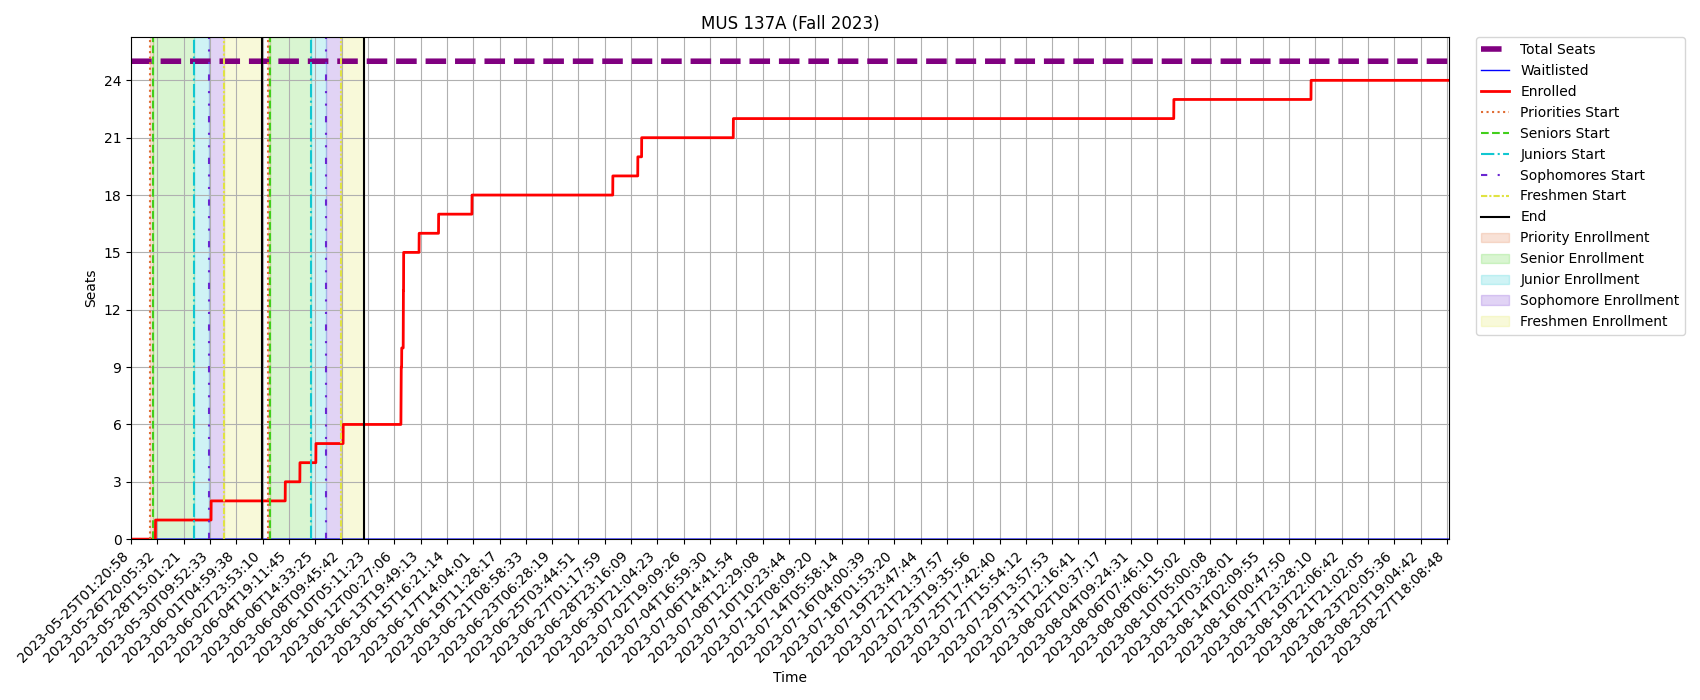 MUS 137A (Fall 2023)
Total Seats
Waitlisted
Enrolled
Priorities Start
Seniors Start
Juniors Start
Sophomores Start
Freshmen Start
End
Priority Enrollment
Senior Enrollment
Junior Enrollment
Sophomore Enrollment
Freshmen Enrollment
Seats
24
21
18
15
12
9
6
3
0
2023-05-25T01:20:58
2023-05-26T20:05:32
2023-05-28T15:01:21
2023-05-30T09:52:33
2023-06-01T04:59:38
2023-06-02T23:53:10
2023-06-04T19:11:45
2023-06-06T14:33:25
2023-06-08T09:45:42
2023-06-10T05:11:23
2023-06-12T00:27:06
2023-06-13T19:49:13
2023-06-15T16:21:14
2023-06-17T14:04:01
2023-06-19T11:28:17
2023-06-21T08:58:33
2023-06-23T06:28:19
2023-06-25T03:44:51
2023-06-27T01:17:59
2023-06-28T23:16:09
2023-06-30T21:04:23
2023-07-02T19:09:26
2023-07-04T16:59:30
2023-07-06T14:41:54
2023-07-08T12:29:08
2023-07-10T10:23:44
2023-07-12T08:09:20
2023-07-14T05:58:14
2023-07-16T04:00:39
2023-07-18T01:53:20
2023-07-19T23:47:44
2023-07-21T21:37:57
2023-07-23T19:35:56
2023-07-25T17:42:40
2023-07-27T15:54:12
2023-07-29T13:57:53
2023-07-31T12:16:41
2023-08-02T10:37:17
2023-08-04T09:24:31
2023-08-06T07:46:10
2023-08-08T06:15:02
2023-08-10T05:00:08
2023-08-12T03:28:01
2023-08-14T02:09:55
2023-08-16T00:47:50
2023-08-17T23:28:10
2023-08-19T22:06:42
2023-08-21T21:02:05
2023-08-23T20:05:36
2023-08-25T19:04:42
2023-08-27T18:08:48
Time